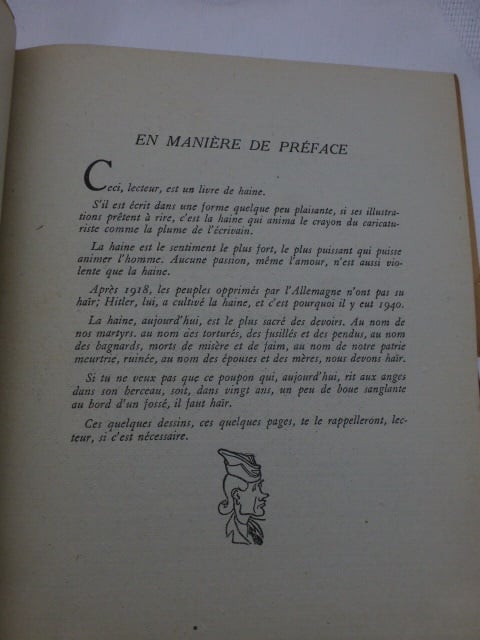 EN MANIÈRE DE PRÉFACE
Ceci, lecteur, est un livre de haine.
S'il est écrit dans une forme quelque peu plaisante, si ses illustra-
tions prêtent à rire, c'est la haine qui anima le crayon du caricatu-
riste comme la plume de l'écrivain.
La haine est le sentiment le plus fort, le plus puissant qui puisse
animer l'homme. Aucune passion, même l'amour, n'est aussi vio-
lente que la haine.
Après 1918, les peuples opprimés par l'Allemagne n'ont pas su
haïr; Hitler, lui, a cultivé la haine, et c'est pourquoi il y eut 1940.
La haine, aujourd'hui, est le plus sacré des devoirs. Au nom de
nos martyrs. au nom des torturés, des fusillés et des pendus, au nom
des bagnards, morts de misère et de faim, au nom de notre patrie
meurtrie, ruinée, au nom des épouses et des mères, nous devons haïr.
Si tu ne veux pas que ce poupon qui, aujourd'hui, rit aux anges
dans son berceau, soit, dans vingt ans, un peu de boue sanglante
au bord d'un fossé, il faut haïr.
Ces quelques dessins, ces quelques pages, te le rappelleront, lec-
teur, si c'est nécessaire.